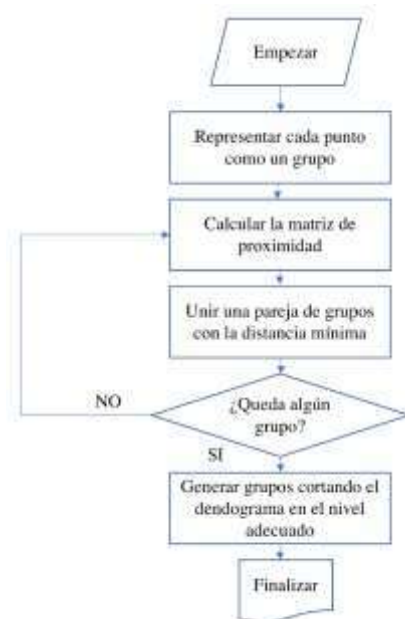 Empezar
Representar cada punto
como un grupo
Calcular la matriz de
proximidad
Unir una pareja de grupos
con la distancia mínima
¿Queda algún
grupo?
NO
SI
Generar grupos cortando el
dendograma en el nivel
adecuado
Finalizar